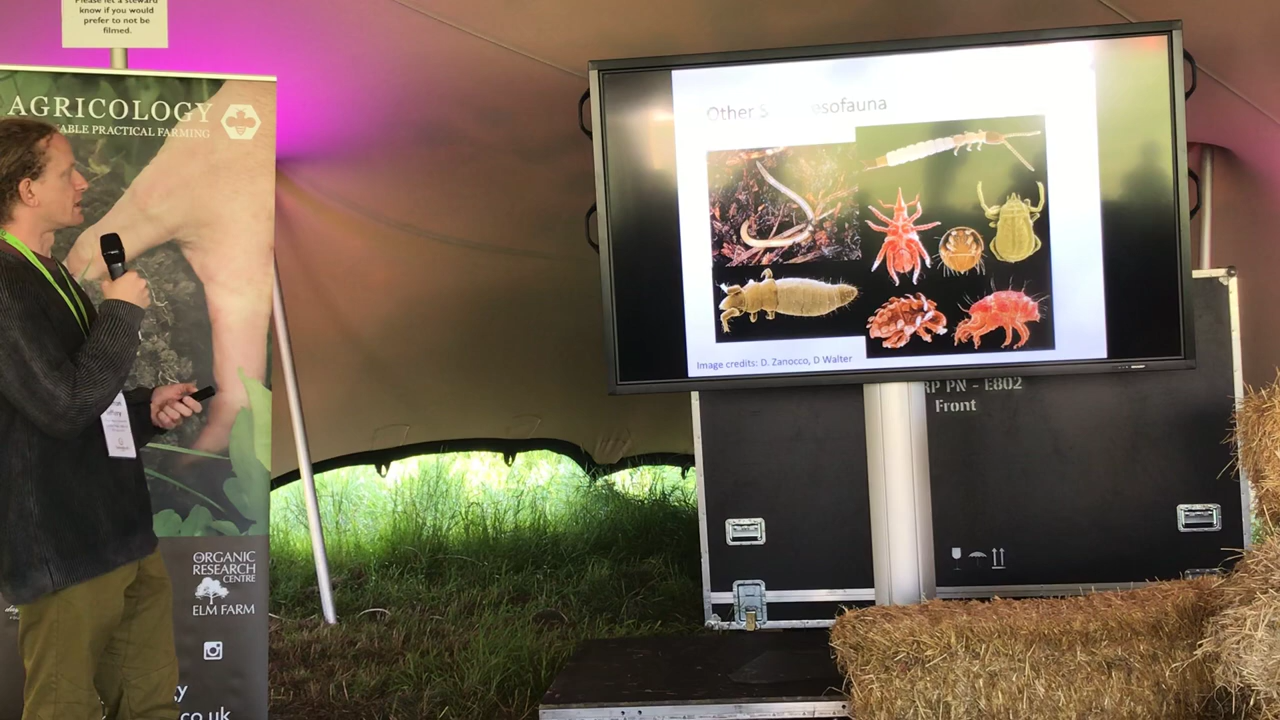 Please let a steward
know if you would
prefer to not be
filmed.
AGRICOLOGY
ABLE PRACTICAL FARMING
Other S esofauna
Image credits: D. Zanocco, D Walter
RP PN - E802
Front
THE ORGANIC
RESEARCH
CENTRE
ELM FARM
y
co.uk